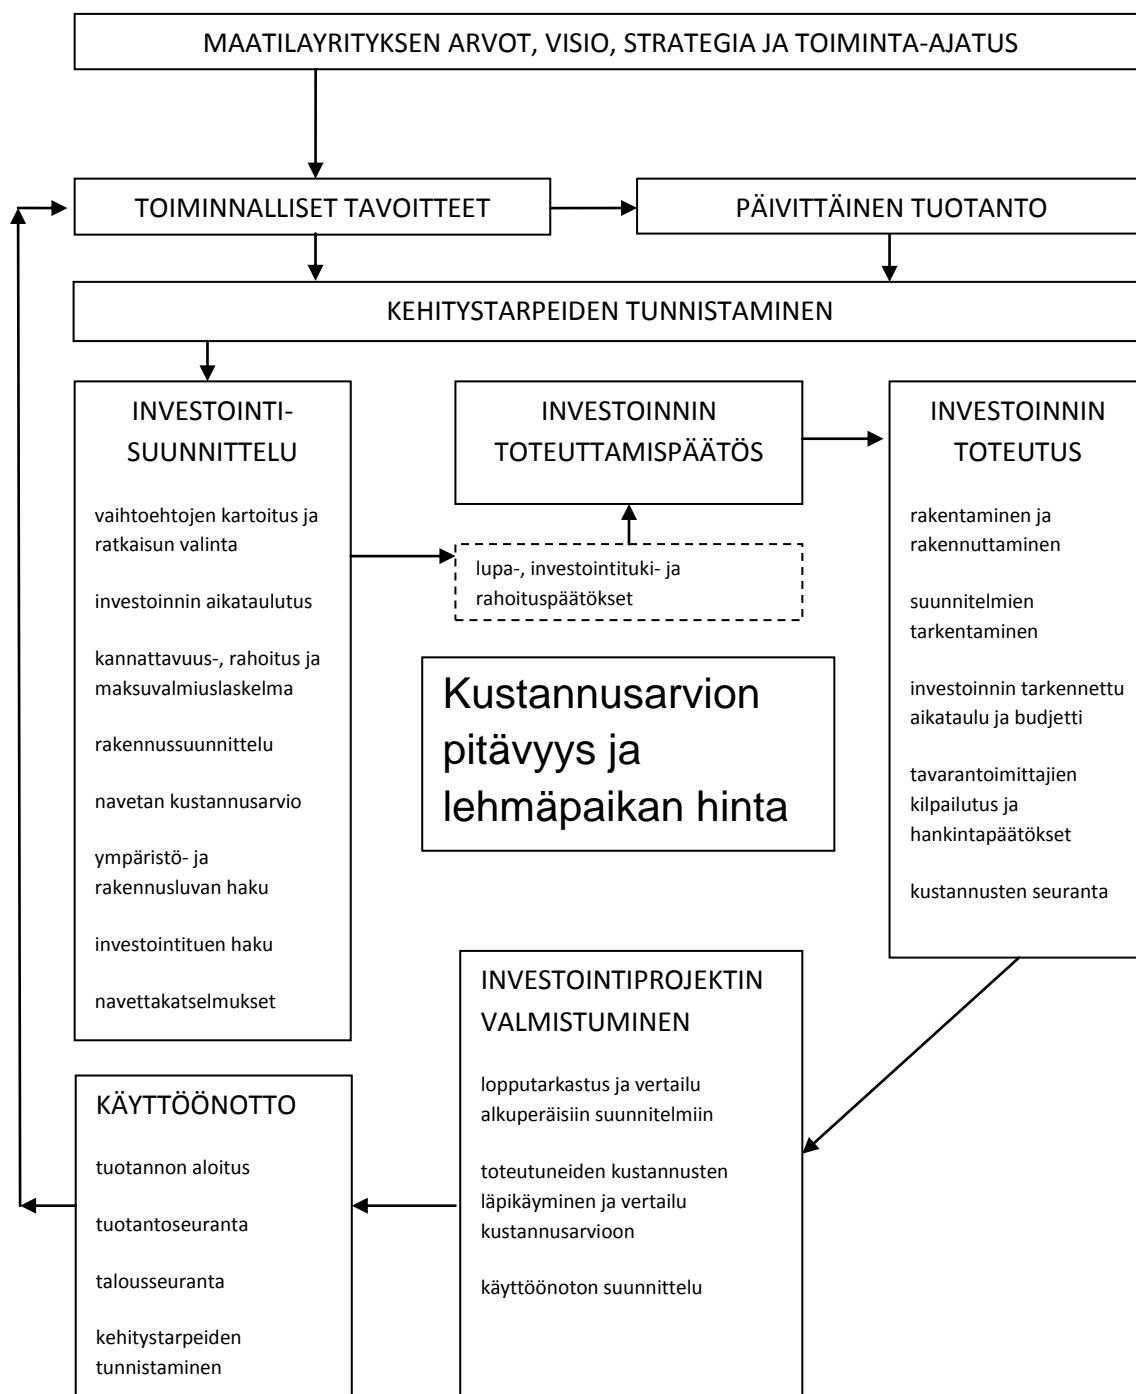 MAATILAYRITYKSEN ARVOT, VISIO, STRATEGIA JA TOIMINTA-AJATUS
TOIMINNALLISET TAVOITTEET
PÄIVITTÄINEN TUOTANTO
KEHITYSTARPEIDEN TUNNISTAMINEN
INVESTOINTI-
SUUNNITTELU
vaihtoehtojen kartoitus ja
ratkaisun valinta
investoinnin aikataulutus
kannattavuus-, rahoitus ja
maksuvalmiuslaskelma
rakennussuunnittelu
navetan kustannusarvio
ympäristö- ja
rakennusluvan haku
investointituen haku
navettakatselmukset
INVESTOINNIN
TOTEUTTAMISPÄÄTÖS
lupa-, investointituki- ja
rahoituspäätökset
Kustannusarvion
pitävyys ja
lehmäpaikan hinta
INVESTOINNIN
TOTEUTUS
rakentaminen ja
rakennuttaminen
suunnitelmien
tarkentaminen
investoinnin tarkennettu
aikataulu ja budjetti
tavarantoimittajien
kilpailutus ja
hankintapäätökset
kustannusten seuranta
INVESTOINTIPROJEKTIN
VALMISTUMINEN
lopputarkastus ja vertailu
alkuperäisiin suunnitelmiin
toteutuneiden kustannusten
läpikäyminen ja vertailu
kustannusarvioon
käyttöönoton suunnittelu
KÄYTTÖÖNOTTO
tuotannon aloitus
tuotantoseuranta
talousseuranta
kehitystarpeiden
tunnistaminen